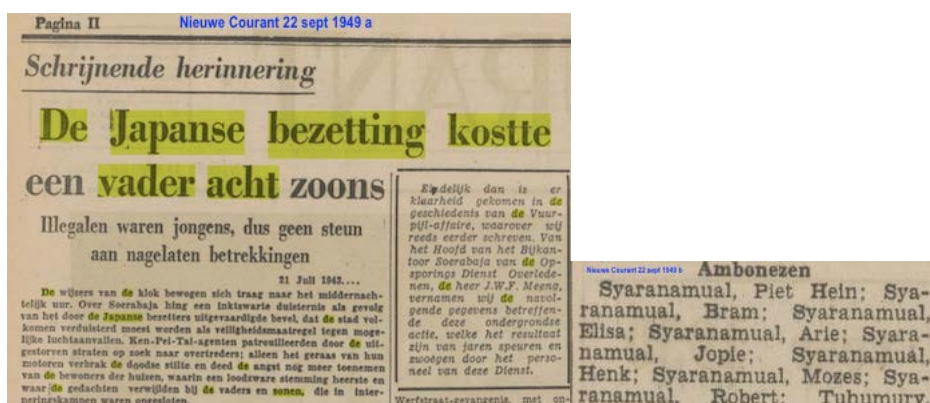 Pagina II
Nieuwe Courant 22 sept 1949 a
Schrijnende herinnering
De Japanse bezetting kostte
een vader acht zoons
Illegalen waren jongens, dus geen steun
aan nagelaten betrekkingen
21 Juli 1943....
De wijzers van de klok bewogen sich traag naar het middernach-
telijk uur. Over Soerabaja hing een inktzwarte duisternis als gevolg
van het door de Japanse bezetters uitgevaardigde bevel, dat de stad vol-
komen verduisterd moest worden als veiligheidsmaatregel tegen moge-
lijke luchtaanvallen. Ken-Pei-Tai-agenten patrouilleerden door de uit-
gestorven straten op zoek naar overtreders; alleen het geraas van hun
motoren verbrak de doodse stilte en deed de angst nog meer toenemen
van de bewoners der huizen, waarin een loodzware stemming heerste en
waar de gedachten verwijlden bij de vaders en zonen, die in inter-
neringskampen waren opgesloten.
Eindelijk dan is er
klaarheid gekomen in de
geschiedenis van de Vuur-
pijl-affaire, waarover wij
reeds eerder schreven. Van
het Hoofd van het Bijkan-
toor Soerabaja van de Op-
sporings Dienst Overlede-
nen, de heer J.W.F. Meeng,
vernamen wij de navol-
gende gegevens betreffen-
de deze ondergrondse
actie, welke het resultaat
zijn van jaren speuren en
zwoegen door het perso-
neel van deze Dienst.
Werfstraat-gevangenis, met on-
Nieuwe Courant 22 sept 1949 b
Ambonezen
Syaranamual, Piet Hein; Sya-
ranamual, Bram; Syaranamual,
Elisa; Syaranamual, Arie; Syara-
namual, Jopie; Syaranamual,
Henk; Syaranamual, Mozes; Sya-
ranamual, Robert; Tuhumury,